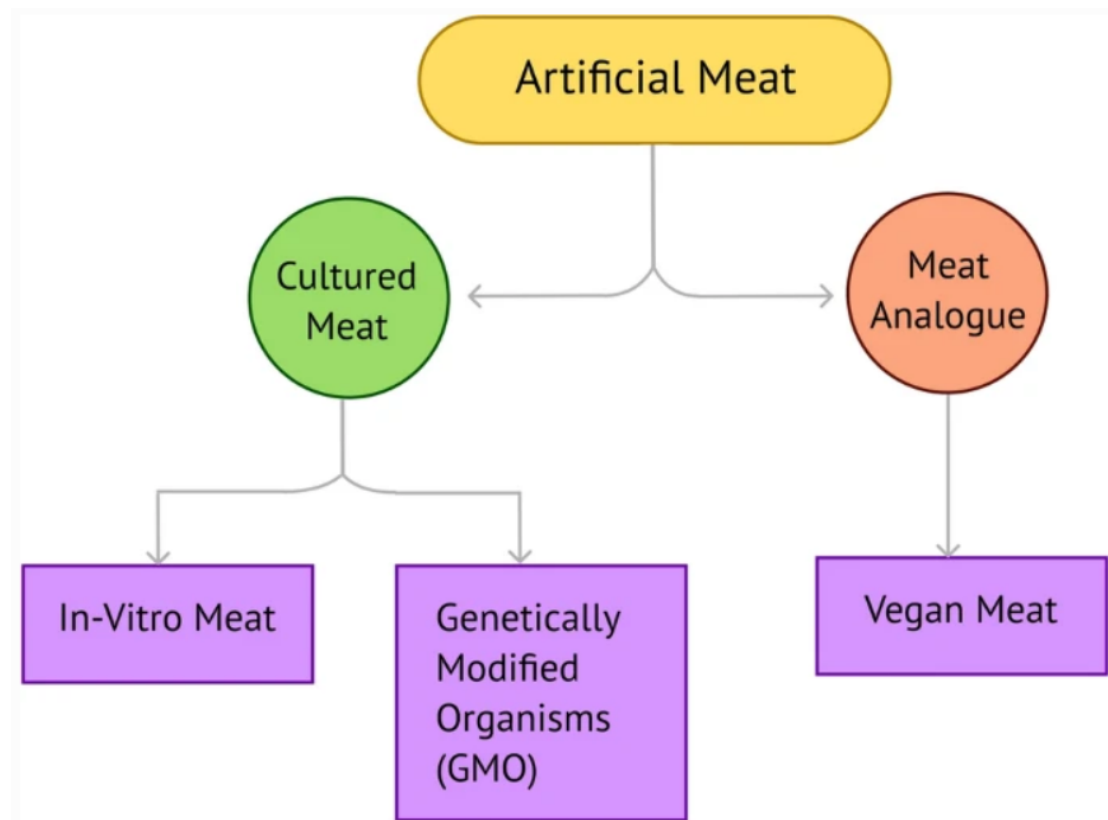 Artificial Meat
Cultured
Meat
Meat
Analogue
In-Vitro Meat
Genetically
Modified
Organisms
(GMO)
Vegan Meat